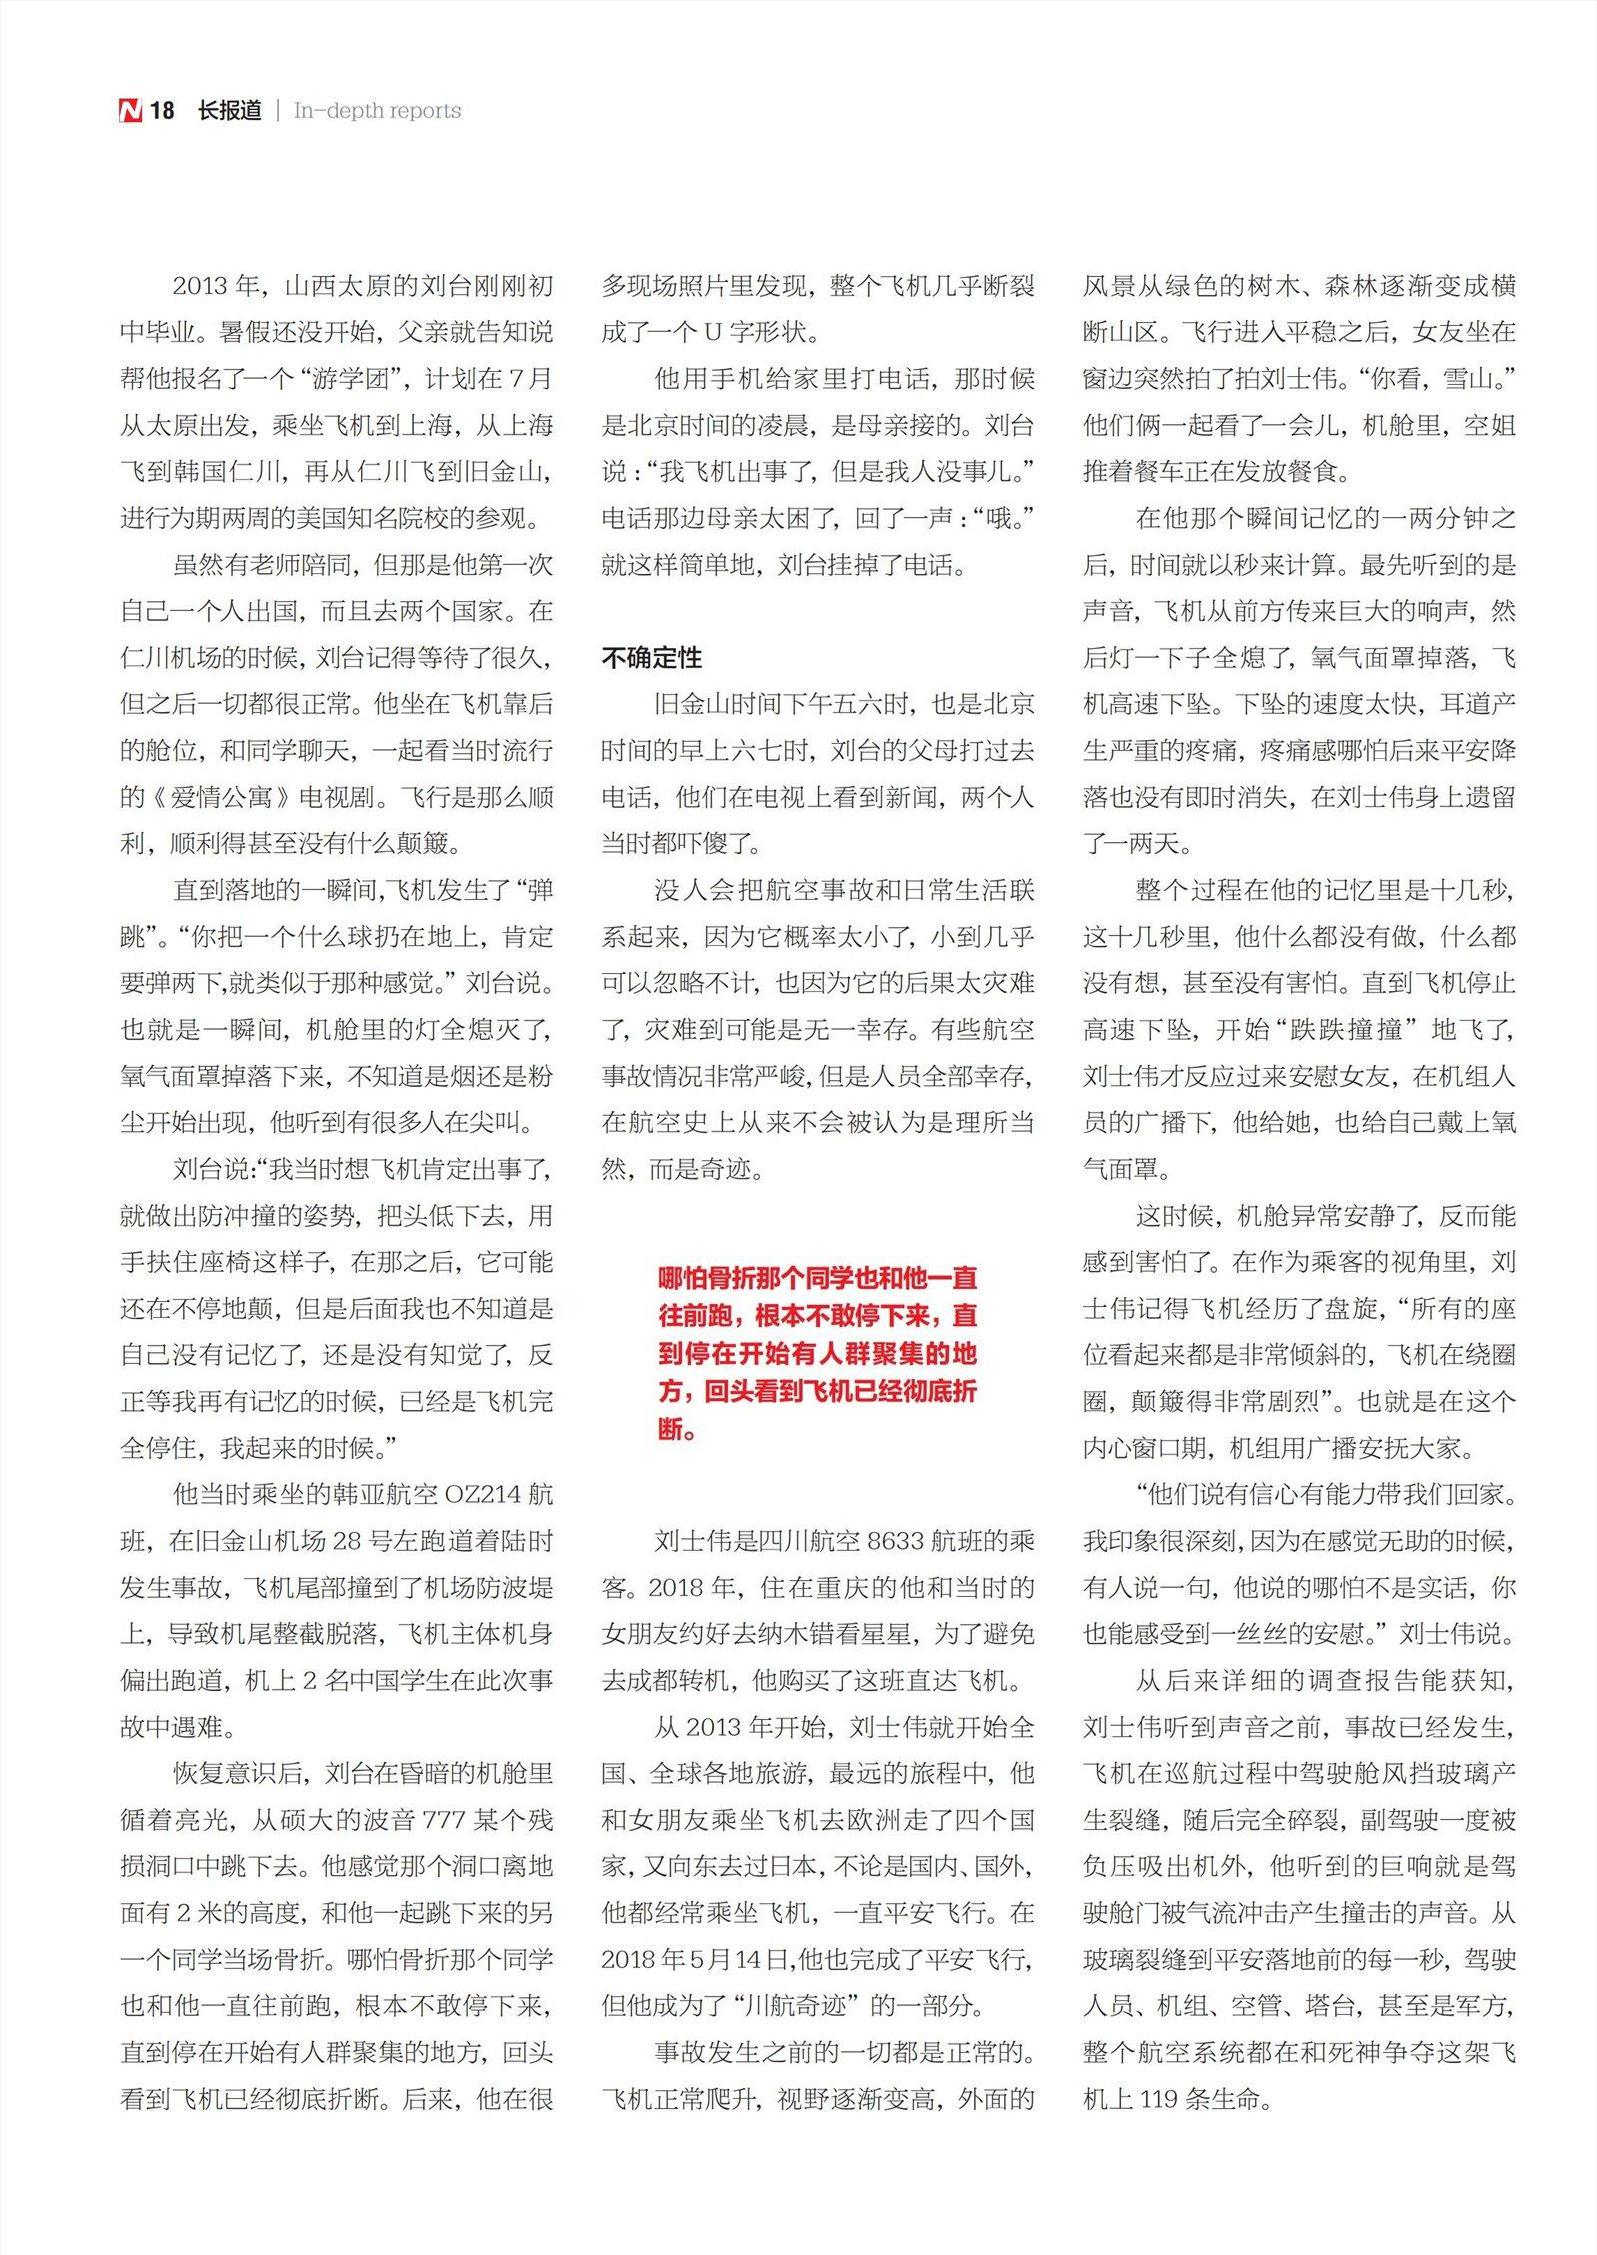 N 18 长报道 | In-depth reports
2013 年，山西太原的刘台刚刚初
中毕业。暑假还没开始，父亲就告知说
帮他报名了一个“游学团”，计划在 7 月
从太原出发，乘坐飞机到上海，从上海
飞到韩国仁川，再从仁川飞到旧金山，
进行为期两周的美国知名院校的参观。
虽然有老师陪同，但那是他第一次
自己一个人出国，而且去两个国家。在
仁川机场的时候，刘台记得等待了很久，
但之后一切都很正常。他坐在飞机靠后
的舱位，和同学聊天，一起看当时流行
的《爱情公寓》电视剧。飞行是那么顺
利，顺利得甚至没有什么颠簸。
直到落地的一瞬间，飞机发生了“弹
跳”。“你把一个什么球扔在地上，肯定
要弹两下，就类似于那种感觉。”刘台说。
也就是一瞬间，机舱里的灯全熄灭了，
氧气面罩掉落下来，不知道是烟还是粉
尘开始出现，他听到有很多人在尖叫。
刘台说：“我当时想飞机肯定出事了，
就做出防冲撞的姿势，把头低下去，用
手扶住座椅这样子，在那之后，它可能
还在不停地颠，但是后面我也不知道是
自己没有记忆了，还是没有知觉了，反
正等我再有记忆的时候，已经是飞机完
全停住，我起来的时候。”
他当时乘坐的韩亚航空 OZ214 航
班，在旧金山机场 28 号左跑道着陆时
发生事故，飞机尾部撞到了机场防波堤
上，导致机尾整截脱落，飞机主体机身
偏出跑道，机上 2 名中国学生在此次事
故中遇难。
恢复意识后，刘台在昏暗的机舱里
循着亮光，从硕大的波音 777 某个残
损洞口中跳下去。他感觉那个洞口离地
面有 2 米的高度，和他一起跳下来的另
一个同学当场骨折。哪怕骨折那个同学
也和他一直往前跑，根本不敢停下来，
直到停在开始有人群聚集的地方，回头
看到飞机已经彻底折断。后来，他在很
多现场照片里发现，整个飞机几乎断裂
成了一个 U 字形状。
他用手机给家里打电话，那时候
是北京时间的凌晨，是母亲接的。刘台
说：“我飞机出事了，但是我人没事儿。”
电话那边母亲太困了，回了一声：“哦。”
就这样简单地，刘台挂掉了电话。
不确定性
旧金山时间下午五六时，也是北京
时间的早上六七时，刘台的父母打过去
电话，他们在电视上看到新闻，两个人
当时都吓傻了。
没人会把航空事故和日常生活联
系起来，因为它概率太小了，小到几乎
可以忽略不计，也因为它的后果太灾难
了，灾难到可能是无一幸存。有些航空
事故情况非常严峻，但是人员全部幸存，
在航空史上从来不会被认为是理所当
然，而是奇迹。
哪怕骨折那个同学也和他一直
往前跑，根本不敢停下来，直
到停在开始有人群聚集的地
方，回头看到飞机已经彻底折
断。
刘士伟是四川航空 8633 航班的乘
客。2018 年，住在重庆的他和当时的
女朋友约好去纳木错看星星，为了避免
去成都转机，他购买了这班直达飞机。
从 2013 年开始，刘士伟就开始全
国、全球各地旅游，最远的旅程中，他
和女朋友乘坐飞机去欧洲走了四个国
家，又向东去过日本，不论是国内、国外，
他都经常乘坐飞机，一直平安飞行。在
2018 年 5 月 14 日，他也完成了平安飞行，
但他成为了“川航奇迹”的一部分。
事故发生之前的一切都是正常的。
飞机正常爬升，视野逐渐变高，外面的
风景从绿色的树木、森林逐渐变成横
断山区。飞行进入平稳之后，女友坐在
窗边突然拍了拍刘士伟。“你看，雪山。”
他们俩一起看了一会儿，机舱里，空姐
推着餐车正在发放餐食。
在他那个瞬间记忆的一两分钟之
后，时间就以秒来计算。最先听到的是
声音，飞机从前方传来巨大的响声，然
后灯一下子全熄了，氧气面罩掉落，飞
机高速下坠。下坠的速度太快，耳道产
生严重的疼痛，疼痛感哪怕后来平安降
落也没有即时消失，在刘士伟身上遗留
了一两天。
整个过程在他的记忆里是十几秒，
这十几秒里，他什么都没有做，什么都
没有想，甚至没有害怕。直到飞机停止
高速下坠，开始“跌跌撞撞”地飞了，
刘士伟才反应过来安慰女友，在机组人
员的广播下，他给她，也给自己戴上氧
气面罩。
这时候，机舱异常安静了，反而能
感到害怕了。在作为乘客的视角里，刘
士伟记得飞机经历了盘旋，“所有的座
位看起来都是非常倾斜的，飞机在绕圈
圈，颠簸得非常剧烈”。也就是在这个
内心窗口期，机组用广播安抚大家。
“他们说有信心有能力带我们回家。
我印象很深刻，因为在感觉无助的时候，
有人说一句，他说的哪怕不是实话，你
也能感受到一丝丝的安慰。”刘士伟说。
从后来详细的调查报告能获知，
刘士伟听到声音之前，事故已经发生，
飞机在巡航过程中驾驶舱风挡玻璃产
生裂缝，随后完全碎裂，副驾驶一度被
负压吸出机外，他听到的巨响就是驾
驶舱门被气流冲击产生撞击的声音。从
玻璃裂缝到平安落地前的每一秒，驾驶
人员、机组、空管、塔台，甚至是军方，
整个航空系统都在和死神争夺这架飞
机上 119 条生命。